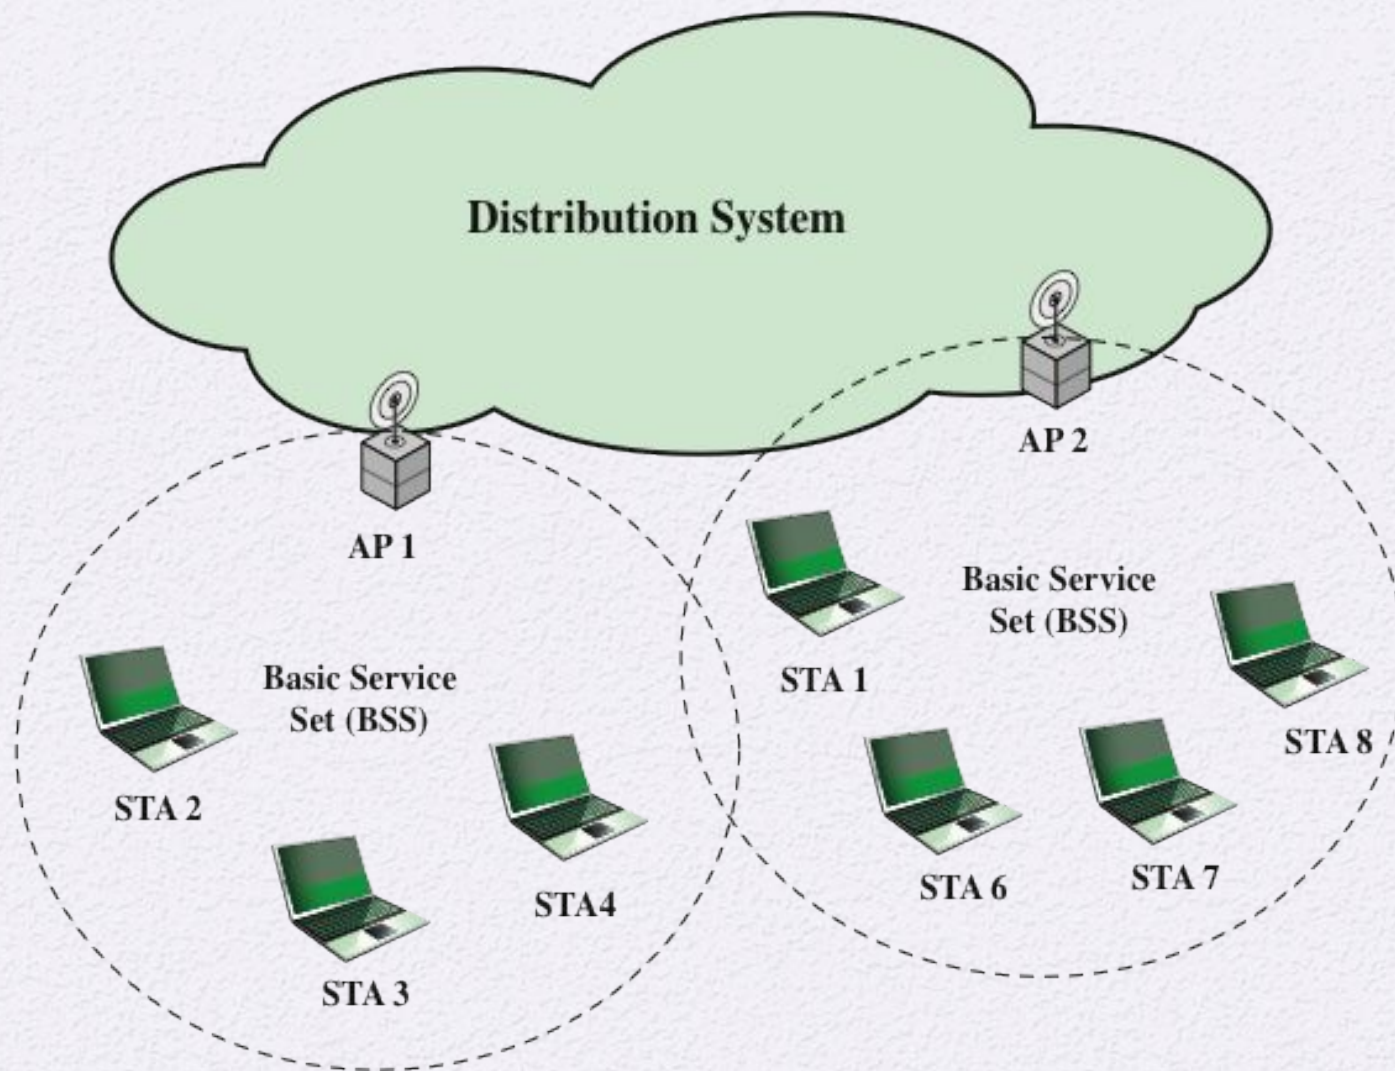 Distribution System
AP 2
AP 1
Basic Service
Set (BSS)
STA 1
STA 8
Basic Service
Set (BSS)
STA 2
STA 6
STA 7
STA4
STA 3